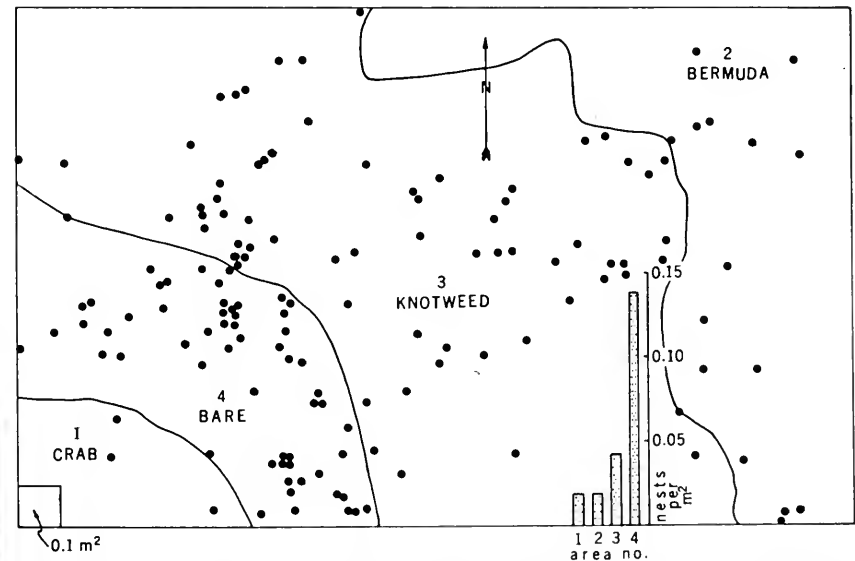 2
BERMUDA
N
3
KNOTWEED
0.15
0.10
0.05
nests
per
m²
4
BARE
1
CRAB
0.1 m²
1 2 3 4
area no.